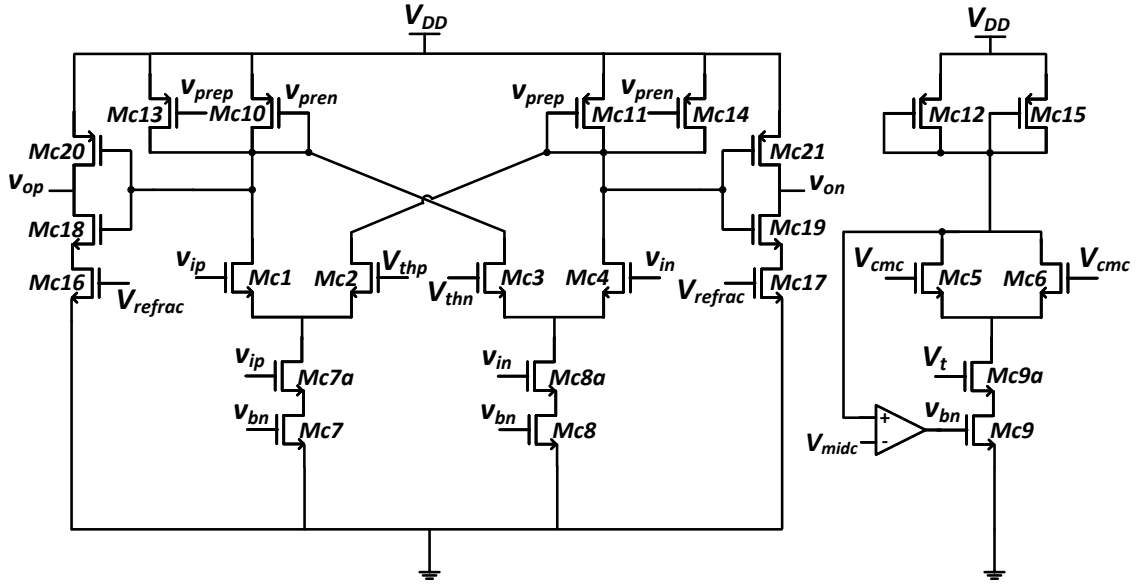 V_DD
V_DD
v_prep
v_pren
v_prep
v_pren
Mc13
Mc10
Mc11
Mc14
Mc12
Mc15
Mc20
Mc21
v_op
v_on
Mc18
Mc19
v_ip
V_thp
v_in
V_cmc
V_cmc
Mc16
Mc1
Mc2
Mc3
Mc4
Mc17
Mc5
Mc6
V_refrac
V_thn
V_refrac
v_ip
Mc7a
v_in
Mc8a
V_t
Mc9a
v_bn
Mc7
v_bn
Mc8
v_bn
Mc9
+
-
V_midc